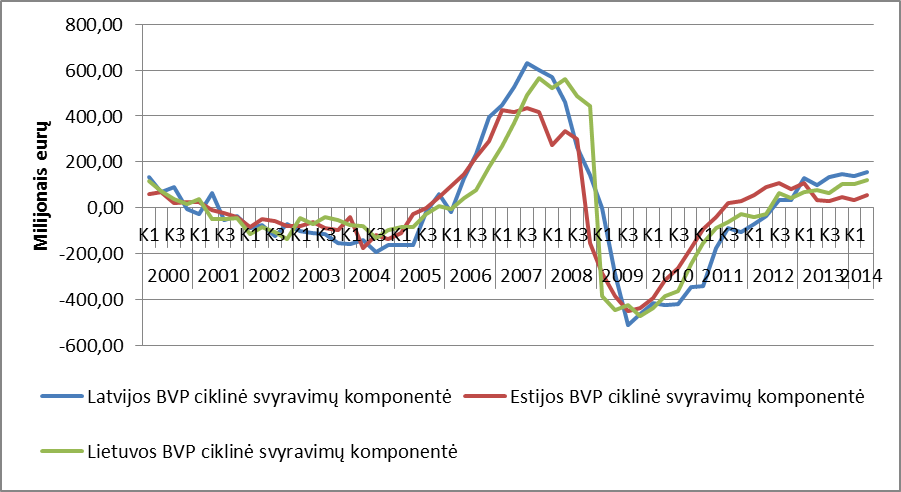 800,00
600,00
400,00
200,00
0,00
-200,00
-400,00
-600,00
Milijonais eurų
K1 K3 K1 K3 K1 K3 K1 K3 K1 K3 K1 K3 K1 K3 K1 K3 K1 K3 K1 K3 K1 K3 K1 K3 K1 K3 K1 K3 K1
2000 2001 2002 2003 2004 2005 2006 2007 2008 2009 2010 2011 2012 2013 2014
Latvijos BVP ciklinė svyravimų komponentė
Estijos BVP ciklinė svyravimų komponentė
Lietuvos BVP ciklinė svyravimų komponentė